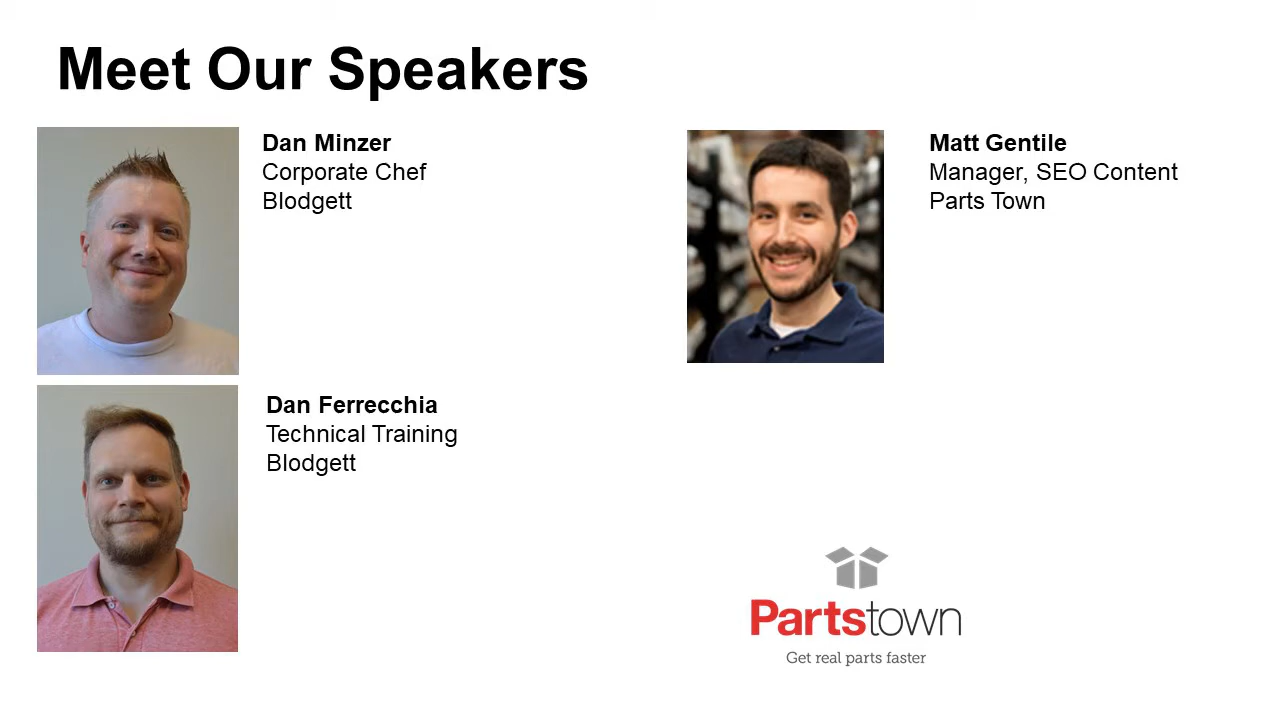 Meet Our Speakers
Dan Minzer
Corporate Chef
Blodgett
Matt Gentile
Manager, SEO Content
Parts Town
Dan Ferrecchia
Technical Training
Blodgett
Partstown
Get real parts faster